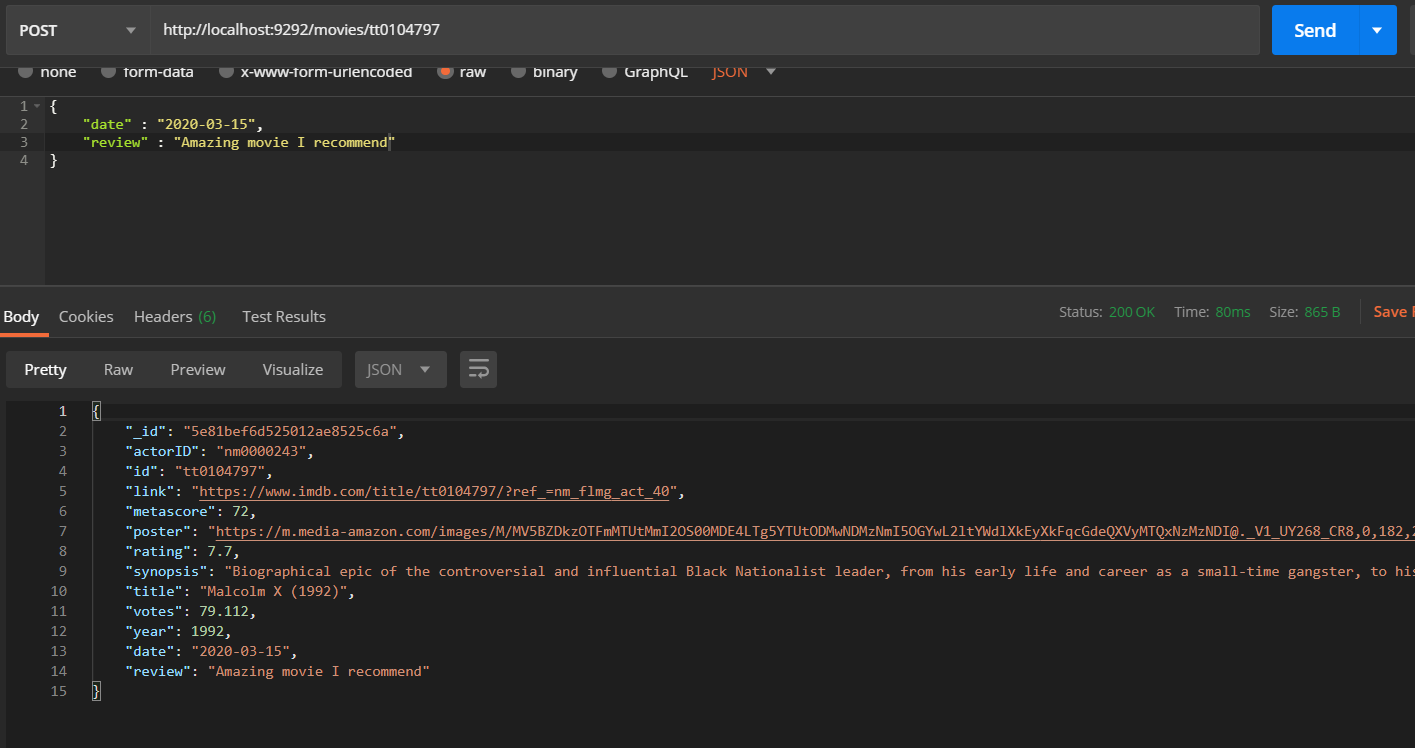 POST http://localhost:9292/movies/tt0104797 Send
none form-data x-www-form-urlencoded raw binary GraphQL JSON
1 {
2 "date" : "2020-03-15",
3 "review" : "Amazing movie I recommend"
4 }
Body Cookies Headers (6) Test Results Status: 200 OK Time: 80ms Size: 865 B Save
Pretty Raw Preview Visualize JSON
1 {
2 "_id": "5e81bef6d525012ae8525c6a",
3 "actorID": "nm0000243",
4 "id": "tt0104797",
5 "link": "https://www.imdb.com/title/tt0104797/?ref_=nm_flmg_act_40",
6 "metascore": 72,
7 "poster": "https://m.media-amazon.com/images/M/MV5BZDkzOTFmMTUtMmI2OS00MDE4LTg5YTUtODMwNDMzNmI5OGYwL2ltYWdlXkEyXkFqcGdeQXVyMTQxNzMzNDI@._V1_UY268_CR8,0,182,2
8 "rating": 7.7,
9 "synopsis": "Biographical epic of the controversial and influential Black Nationalist leader, from his early life and career as a small-time gangster, to his
10 "title": "Malcolm X (1992)",
11 "votes": 79.112,
12 "year": 1992,
13 "date": "2020-03-15",
14 "review": "Amazing movie I recommend"
15 }